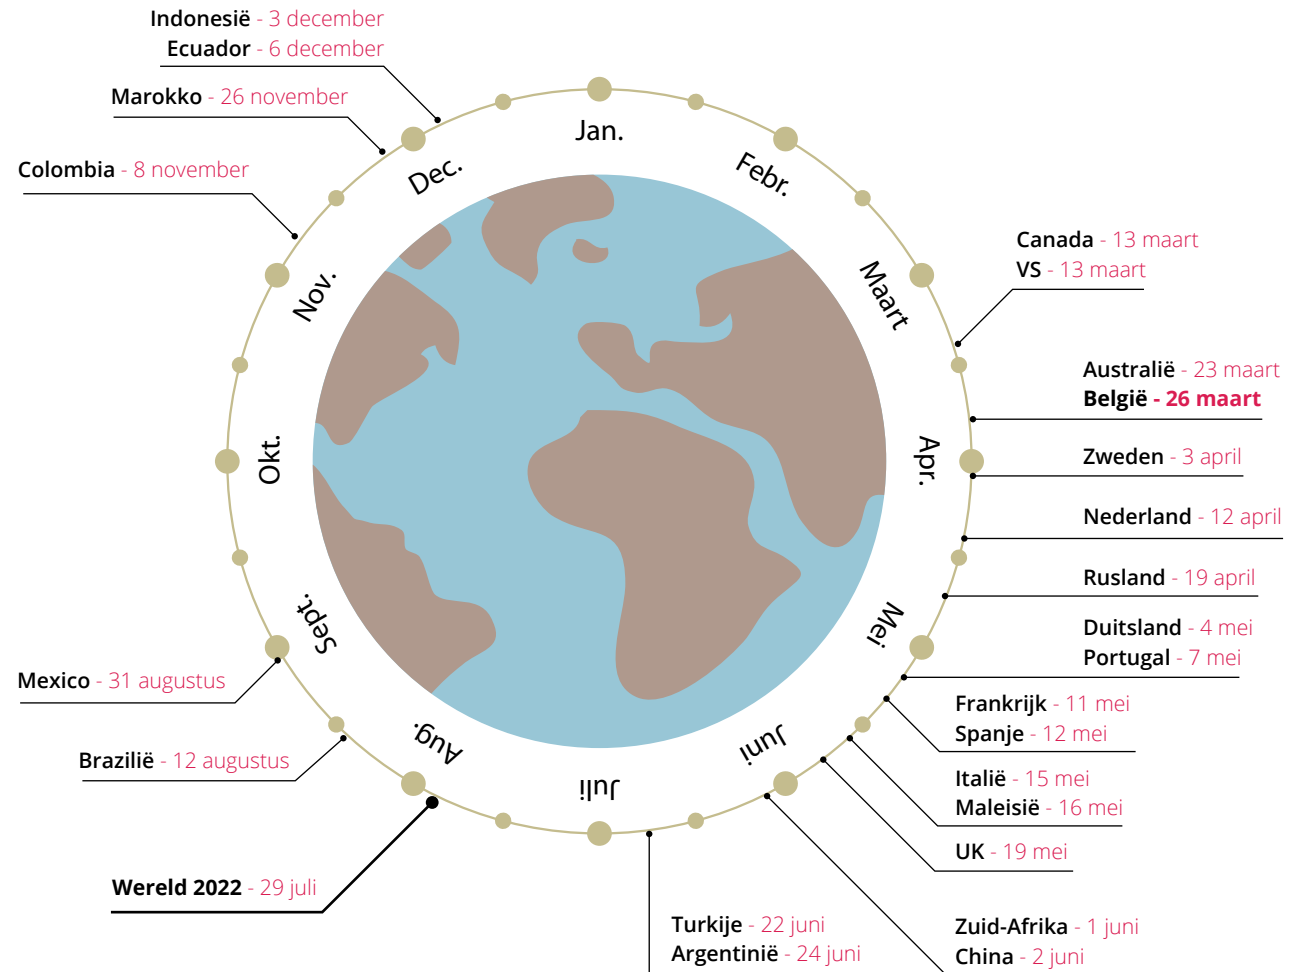 Indonesië - 3 december
Ecuador - 6 december
Marokko - 26 november
Colombia - 8 november
Jan.
Febr.
Maart
Apr.
Mei
Juni
Juli
Aug.
Sept.
Okt.
Nov.
Dec.
Canada - 13 maart
VS - 13 maart
Australië - 23 maart
België - 26 maart
Zweden - 3 april
Nederland - 12 april
Rusland - 19 april
Duitsland - 4 mei
Portugal - 7 mei
Frankrijk - 11 mei
Spanje - 12 mei
Italië - 15 mei
Maleisië - 16 mei
UK - 19 mei
Zuid-Afrika - 1 juni
China - 2 juni
Turkije - 22 juni
Argentinië - 24 juni
Wereld 2022 - 29 juli
Brazilië - 12 augustus
Mexico - 31 augustus